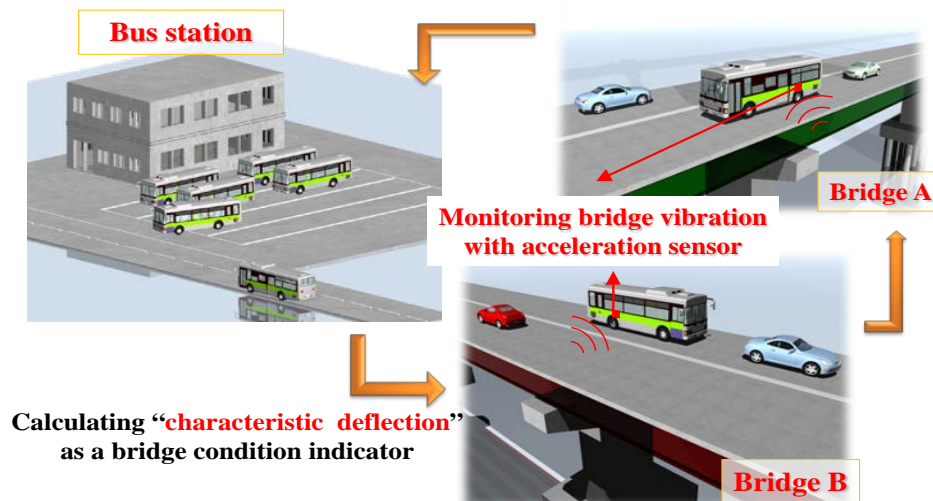 Bus station
Bridge A
Monitoring bridge vibration
with acceleration sensor
Calculating “characteristic deflection”
as a bridge condition indicator
Bridge B